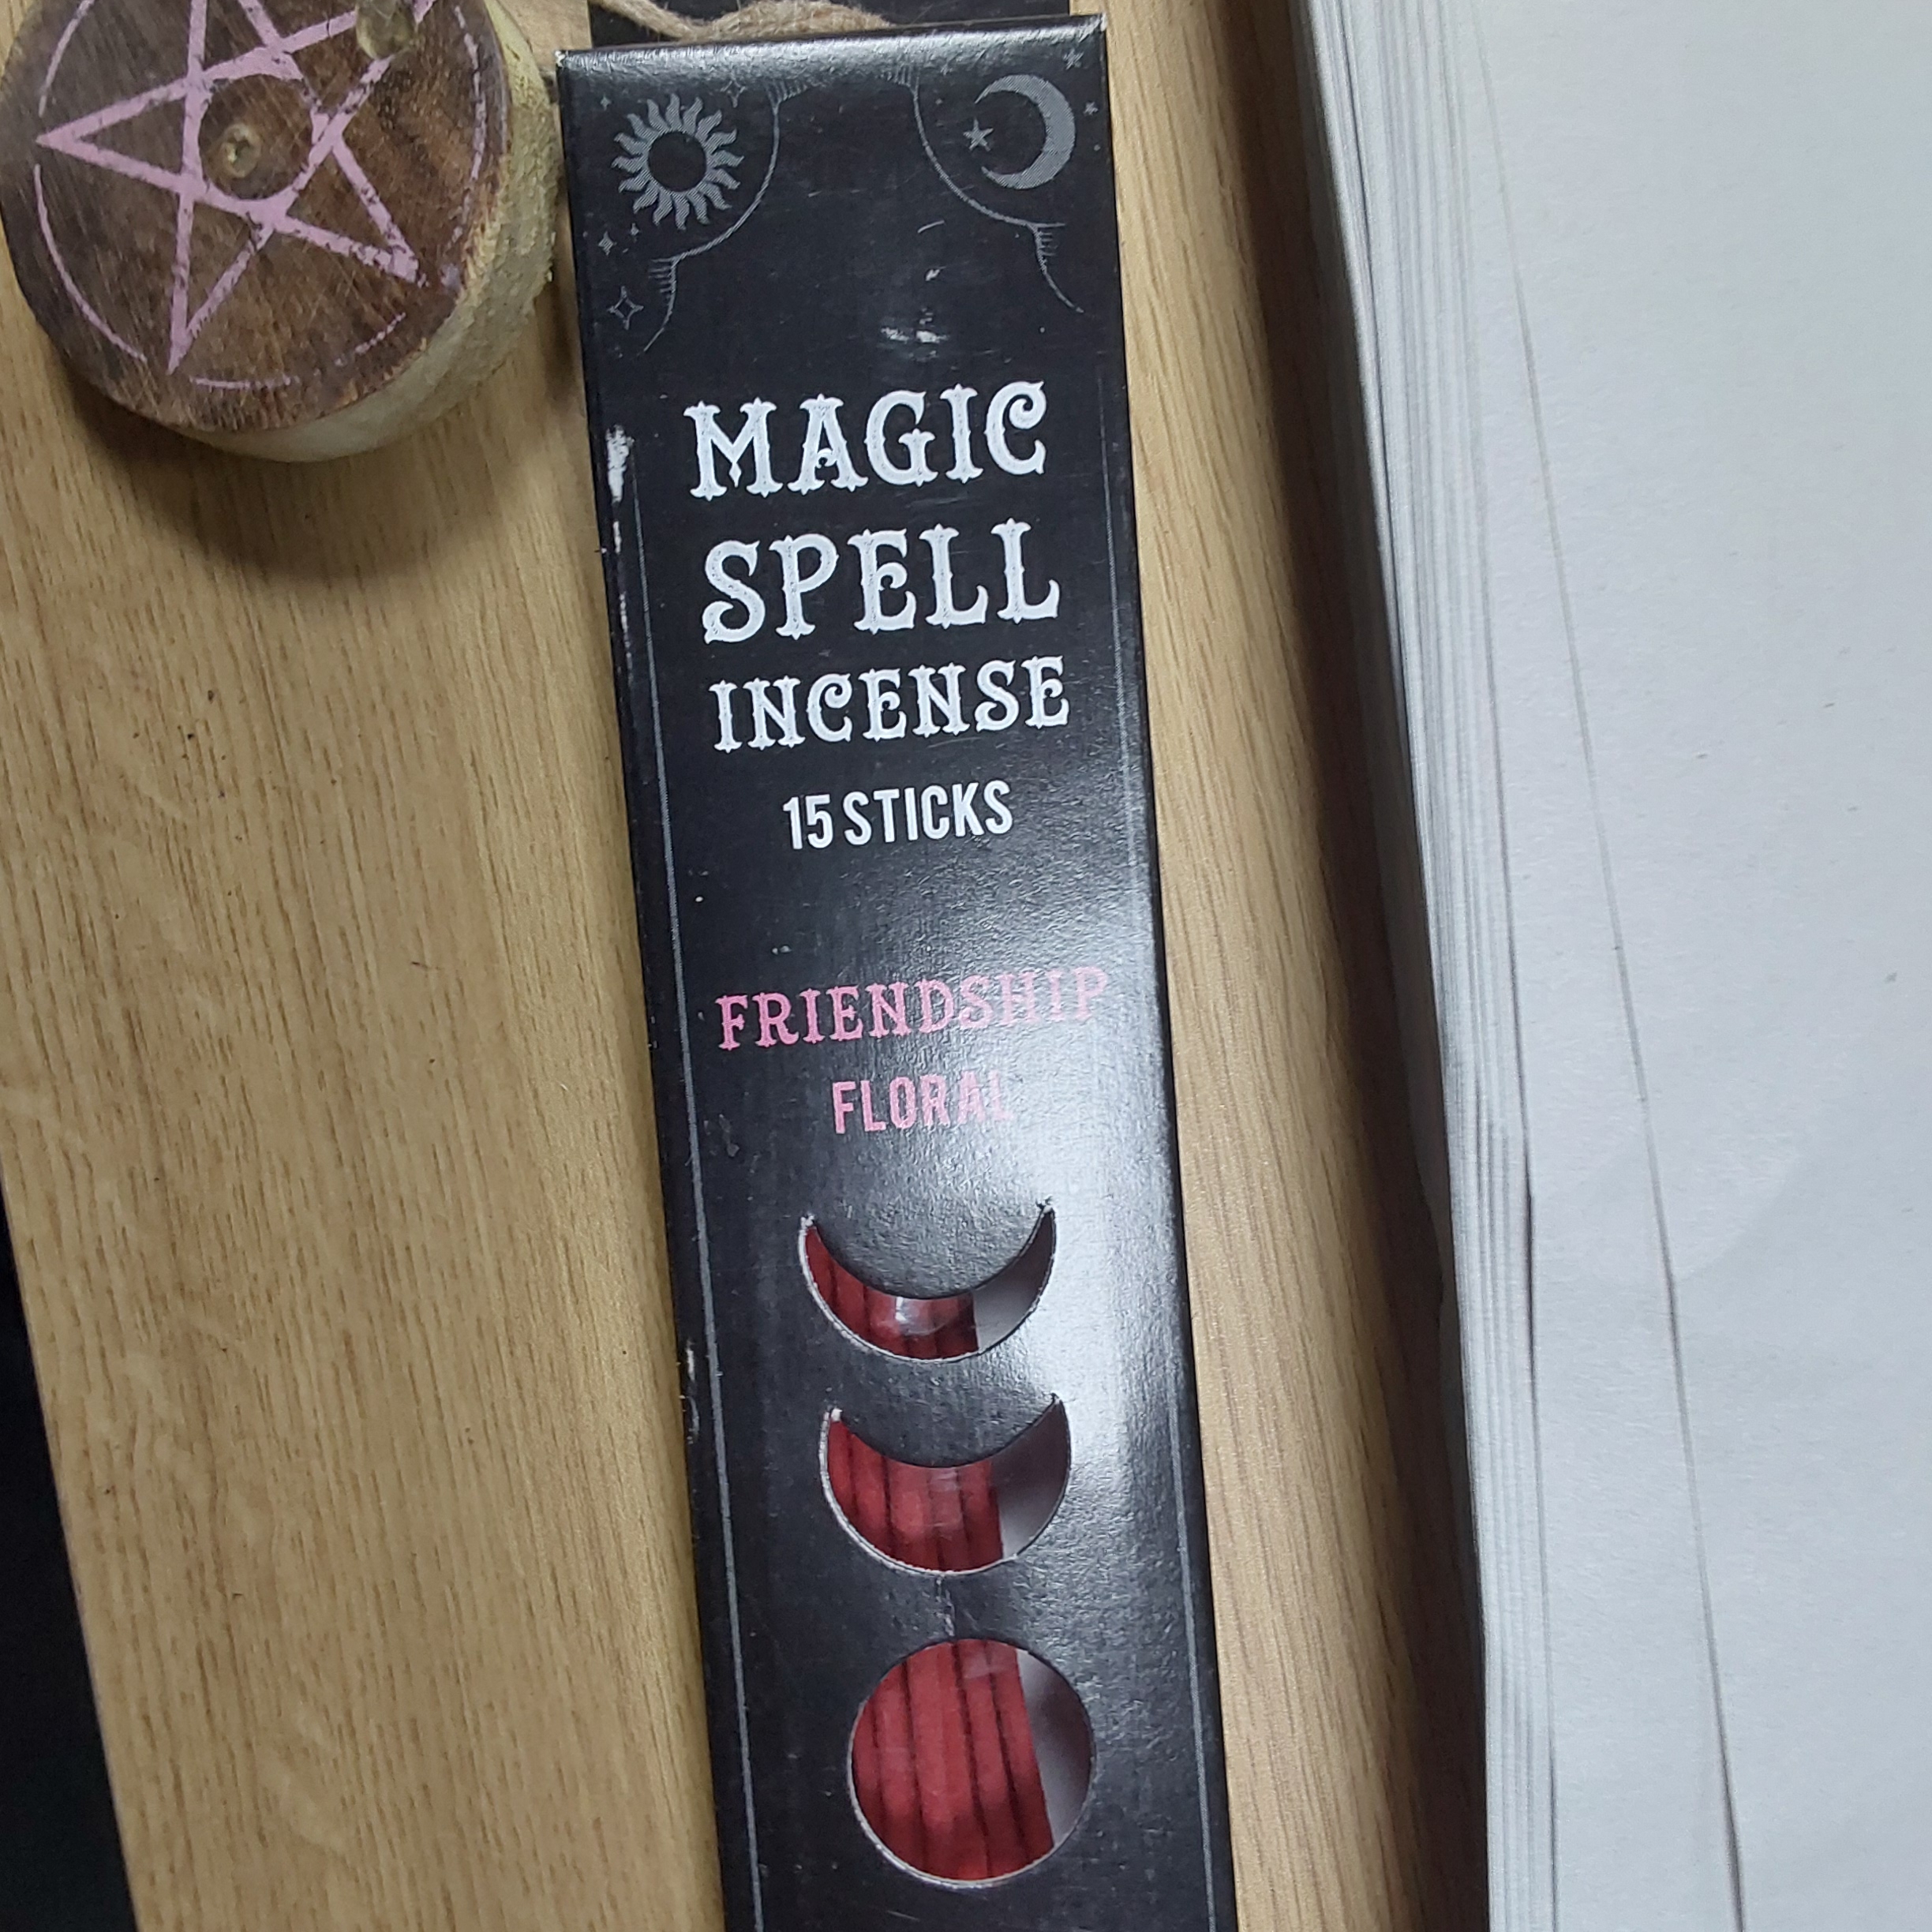 MAGIC
SPELL
INCENSE
15 STICKS
FRIENDSHIP
FLORAL